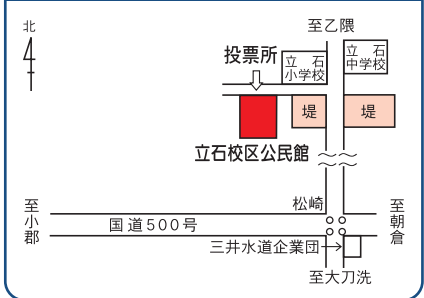 北
至乙隈
投票所
立石
小学校
立石
中学校
堤
堤
立石校区公民館
松崎
至小郡
国道500号
至朝倉
三井水道企業団
至大刀洗